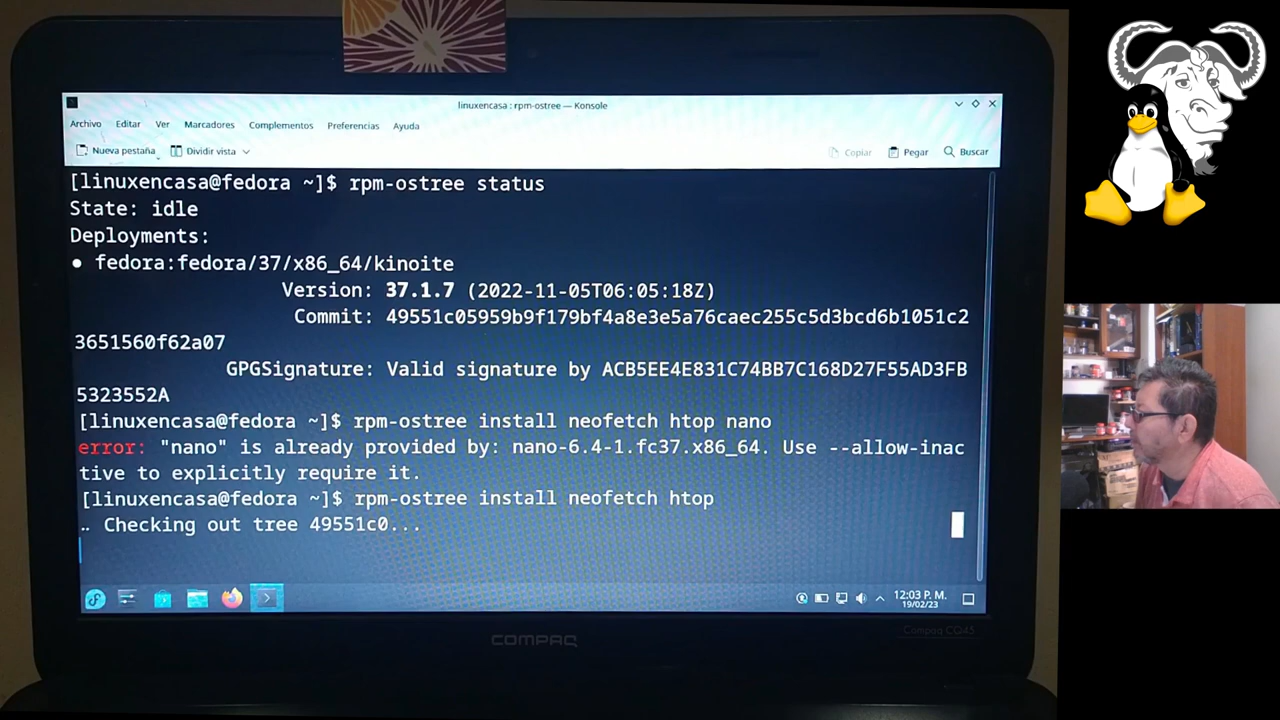 linuxencasa : rpm-ostree — Konsole
Archivo Editar Ver Marcadores Complementos Preferencias Ayuda
Nueva pestaña Dividir vista Copiar Pegar Buscar
[linuxencasa@fedora ~]$ rpm-ostree status
State: idle
Deployments:
● fedora:fedora/37/x86_64/kinoite
Version: 37.1.7 (2022-11-05T06:05:18Z)
Commit: 49551c05959b9f179bf4a8e3e5a76caec255c5d3bcd6b1051c2
3651560f62a07
GPGSignature: Valid signature by ACB5EE4E831C74BB7C168D27F55AD3FB
5323552A
[linuxencasa@fedora ~]$ rpm-ostree install neofetch htop nano
error: "nano" is already provided by: nano-6.4-1.fc37.x86_64. Use --allow-inac
tive to explicitly require it.
[linuxencasa@fedora ~]$ rpm-ostree install neofetch htop
⠤ Checking out tree 49551c0...
12:03 P. M.
19/02/23
COMPAQ
Compaq CQ45